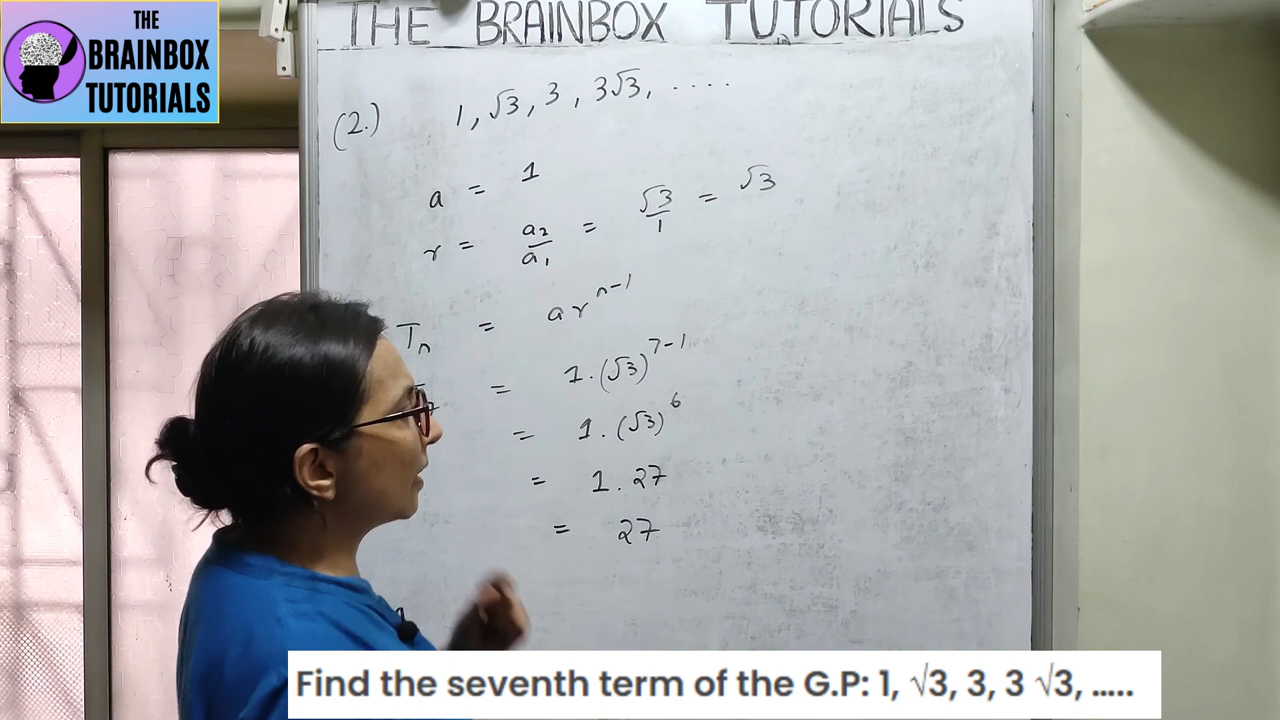 THE
BRAINBOX
TUTORIALS
THE BRAINBOX TUTORIALS
(2.) 1, √3, 3, 3√3, ....
a = 1
r = a₂/a₁ = √3/1 = √3
Tₙ = arⁿ⁻¹
= 1.(√3)⁷⁻¹
= 1.(√3)⁶
= 1.27
= 27
Find the seventh term of the G.P: 1, √3, 3, 3 √3, .....